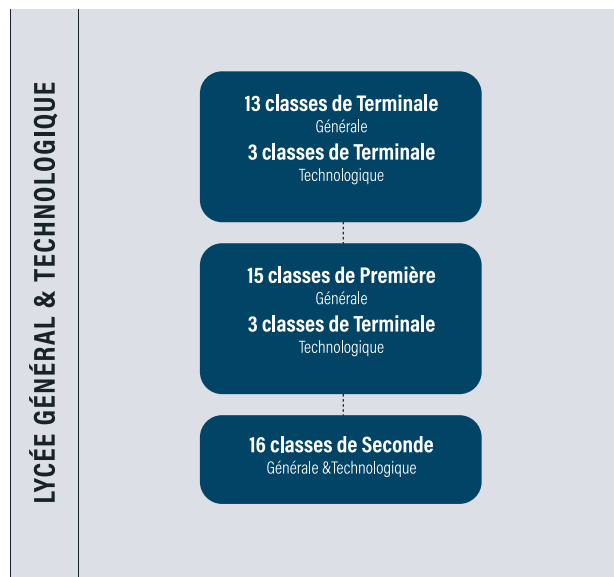 LYCÉE GÉNÉRAL & TECHNOLOGIQUE
13 classes de Terminale
Générale
3 classes de Terminale
Technologique
15 classes de Première
Générale
3 classes de Terminale
Technologique
16 classes de Seconde
Générale &Technologique